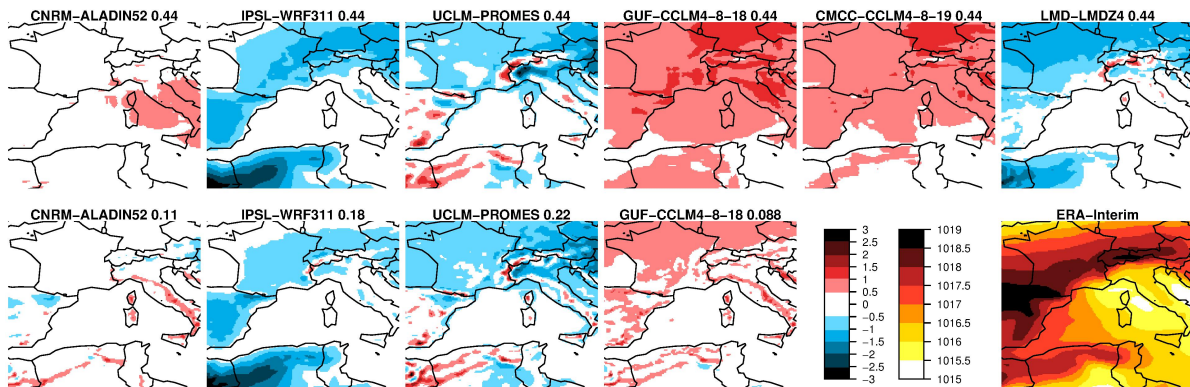 CNRM−ALADIN52 0.44
IPSL−WRF311 0.44
UCLM−PROMES 0.44
GUF−CCLM4−8−18 0.44
CMCC−CCLM4−8−19 0.44
LMD−LMDZ4 0.44
CNRM−ALADIN52 0.11
IPSL−WRF311 0.18
UCLM−PROMES 0.22
GUF−CCLM4−8−18 0.088
ERA−Interim
3
2.5
2
1.5
1
0.5
0
−0.5
−1
−1.5
−2
−2.5
−3
1019
1018.5
1018
1017.5
1017
1016.5
1016
1015.5
1015